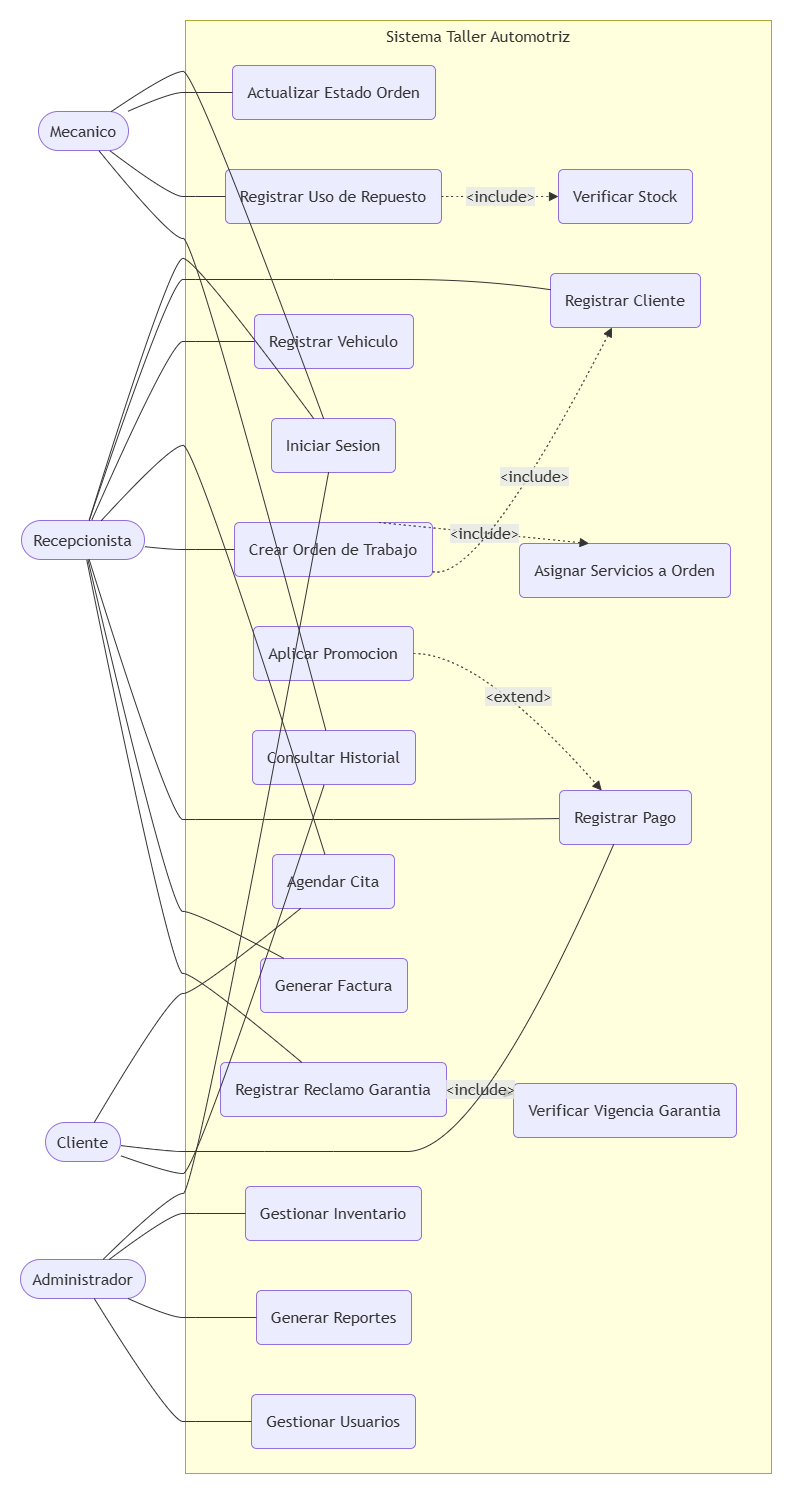 Sistema Taller Automotriz
Actualizar Estado Orden
Mecanico
Registrar Uso de Repuesto
<include>
Verificar Stock
Registrar Cliente
Registrar Vehiculo
Iniciar Sesion
<include>
Recepcionista
Crear Orden de Trabajo
<include>
Asignar Servicios a Orden
Aplicar Promocion
<extend>
Consultar Historial
Registrar Pago
Agendar Cita
Generar Factura
Registrar Reclamo Garantia
<include>
Verificar Vigencia Garantia
Cliente
Gestionar Inventario
Administrador
Generar Reportes
Gestionar Usuarios